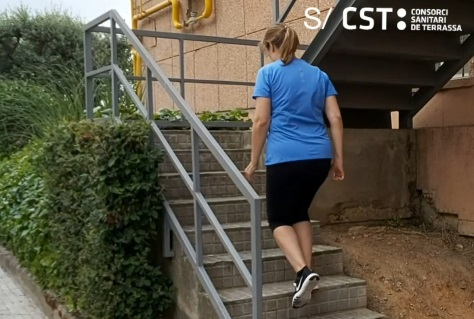 S/ CST: CONSORCI
SANITARI
DE TERRASSA